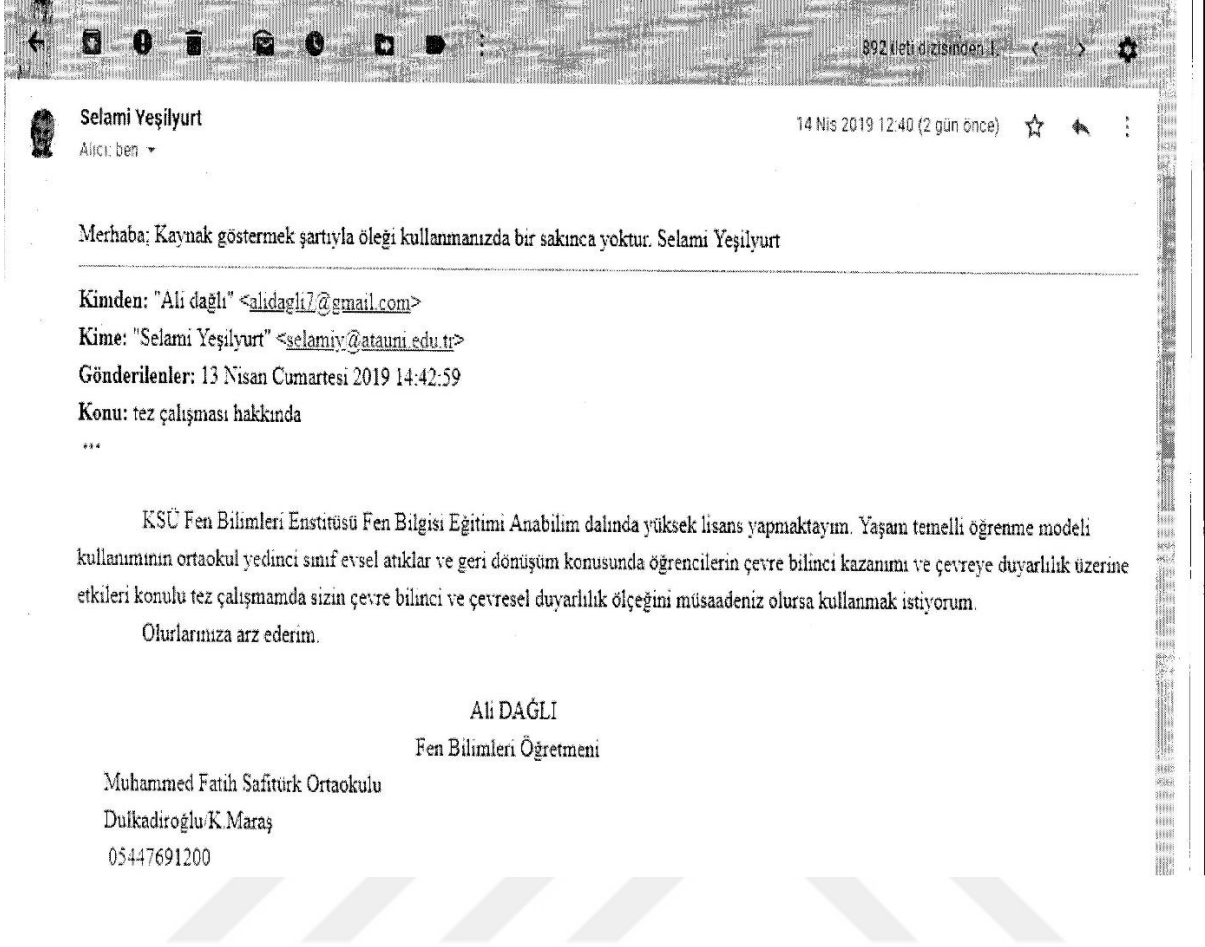 892 ileti dizisinden 1.
Selami Yeşilyurt
14 Nis 2019 12:40 (2 gün önce)
Alıcı: ben
Merhaba; Kaynak göstermek şartıyla öleği kullanmanızda bir sakınca yoktur. Selami Yeşilyurt
Kimden: "Ali dağlı" <alidagli7@gmail.com>
Kime: "Selami Yeşilyurt" <selamiy@atauni.edu.tr>
Gönderilenler: 13 Nisan Cumartesi 2019 14:42:59
Konu: tez çalışması hakkında
...
KSÜ Fen Bilimleri Enstitüsü Fen Bilgisi Eğitimi Anabilim dalında yüksek lisans yapmaktayım. Yaşam temelli öğrenme modeli
kullanımının ortaokul yedinci sınıf evsel atıklar ve geri dönüşüm konusunda öğrencilerin çevre bilinci kazanımı ve çevreye duyarlılık üzerine
etkileri konulu tez çalışmamda sizin çevre bilinci ve çevresel duyarlılık ölçeğini müsaadeniz olursa kullanmak istiyorum.
Olurlarınıza arz ederim.
Ali DAĞLI
Fen Bilimleri Öğretmeni
Muhammed Fatih Safitürk Ortaokulu
Dulkadiroğlu/K.Maraş
05447691200